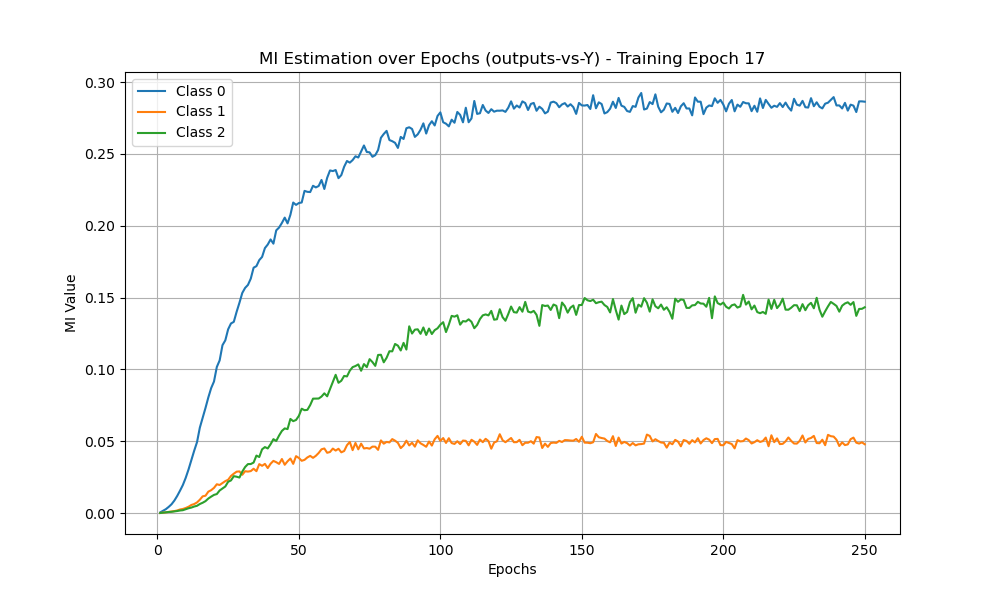 MI Estimation over Epochs (outputs-vs-Y) - Training Epoch 17
Class 0
Class 1
Class 2
MI Value
0.30
0.25
0.20
0.15
0.10
0.05
0.00
0 50 100 150 200 250
Epochs